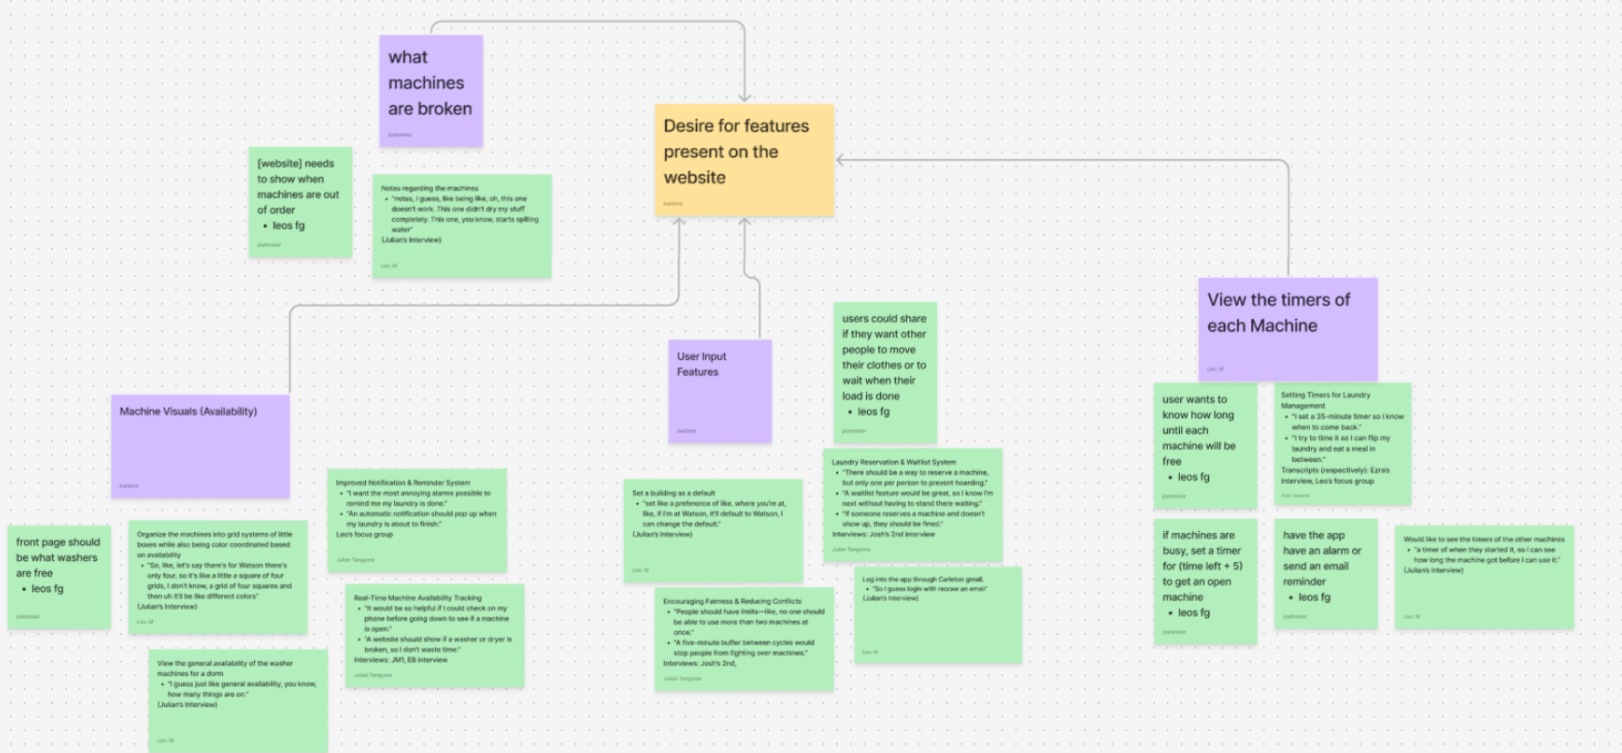 what
machines
are broken
joshmeier
Desire for features
present on the
website
[website] needs
to show when
machines are out
of order
• leos fg
joshmeier
Notes regarding the machines
• "notes, I guess, like being like, oh, this one
doesn't work. This one didn't dry my stuff
completely. This one, you know, starts spilling
water"
(Julian's Interview)
Leo. M
View the timers of
each Machine
Leo. M
users could share
if they want other
people to move
their clothes or to
wait when their
load is done
• leos fg
joshmeier
User Input
Features
Machine Visuals (Availability)
user wants to
know how long
until each
machine will be
free
• leos fg
joshmeier
Setting Timers for Laundry
Management
• "I set a 35-minute timer so I know
when to come back."
• "I try to time it so I can flip my
laundry and eat a meal in
between."
Transcripts (respectively): Ezra's
Interview, Leo's focus group
Julian Tanguma
Improved Notification & Reminder System
• "I want the most annoying alarms possible to
remind me my laundry is done."
• "An automatic notification should pop up when
my laundry is about to finish."
Leo's focus group
Julian Tanguma
Set a building as a default
• "set like a preference of like, where you're at,
like, if I'm at Watson, it'll default to Watson, I
can change the default."
(Julian's Interview)
Leo. M
Laundry Reservation & Waitlist System
• "There should be a way to reserve a machine,
but only one per person to prevent hoarding."
• "A waitlist feature would be great, so I know I'm
next without having to stand there waiting."
• "If someone reserves a machine and doesn't
show up, they should be fined."
Interviews: Josh's 2nd interview
Julian Tanguma
front page should
be what washers
are free
• leos fg
joshmeier
Organize the machines into grid systems of little
boxes while also being color coordinated based
on availability
• "So, like, let's say there's for Watson there's
only four, so it's like a little a square of four
grids, I don't know, a grid of four squares and
then uh it'll be like different colors"
(Julian's Interview)
Leo. M
if machines are
busy, set a timer
for (time left + 5)
to get an open
machine
• leos fg
joshmeier
have the app
have an alarm or
send an email
reminder
• leos fg
joshmeier
Would like to see the timers of the other machines
• "a timer of when they started it, so I can see
how long the machine got before I can use it."
(Julian's Interview)
Leo. M
Real-Time Machine Availability Tracking
• "It would be so helpful if I could check on my
phone before going down to see if a machine
is open."
• "A website should show if a washer or dryer is
broken, so I don't waste time."
Interviews: JM1, EB interview
Julian Tanguma
Encouraging Fairness & Reducing Conflicts
• "People should have limits—like, no one should
be able to use more than two machines at
once."
• "A five-minute buffer between cycles would
stop people from fighting over machines."
Interviews: Josh's 2nd,
Julian Tanguma
Log into the app through Carleton gmail.
• "So I guess login with email"
(Julian's Interview)
Leo. M
View the general availability of the washer
machines for a dorm
• "I guess just like general availability, you know,
how many things are on."
(Julian's Interview)
Leo. M